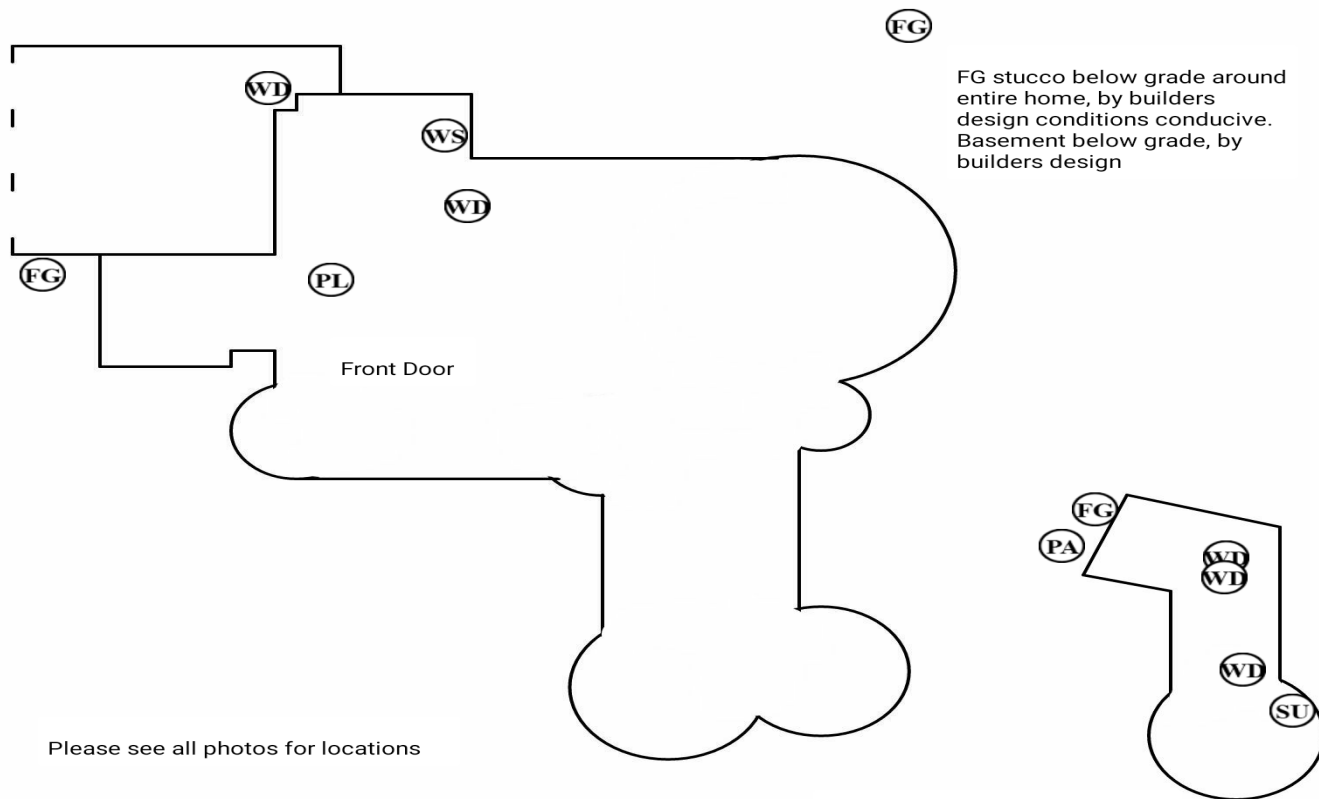 FG
FG stucco below grade around
entire home, by builders
design conditions conducive.
Basement below grade, by
builders design
WD
WS
WD
FG
PL
Front Door
FG
PA
WD
WD
WD
SU
Please see all photos for locations